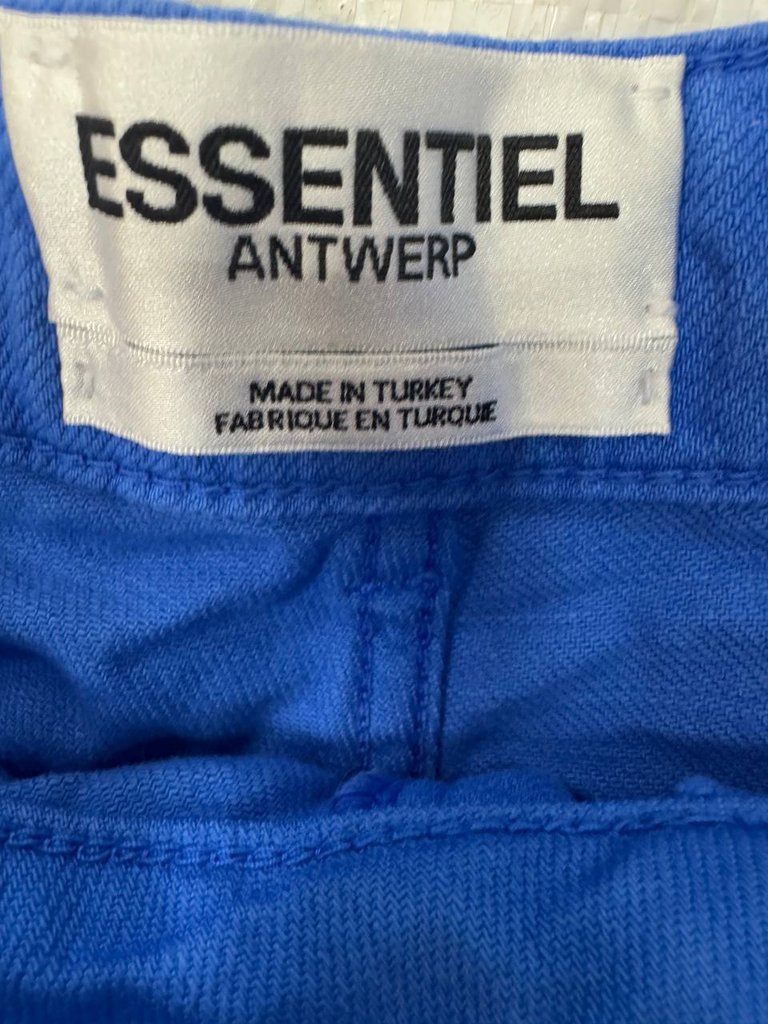 ESSENTIEL
ANTWERP
MADE IN TURKEY
FABRIQUE EN TURQUIE